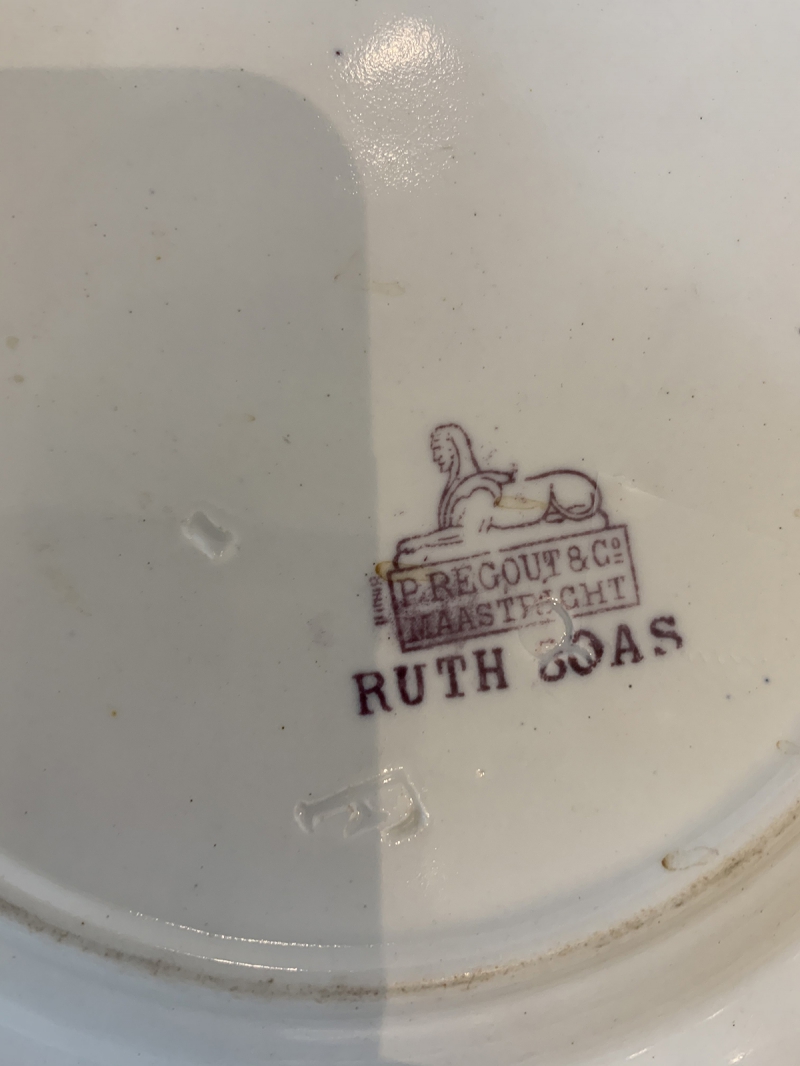 P. REGOUT & Cº
MAASTRICHT
RUTH BOAS